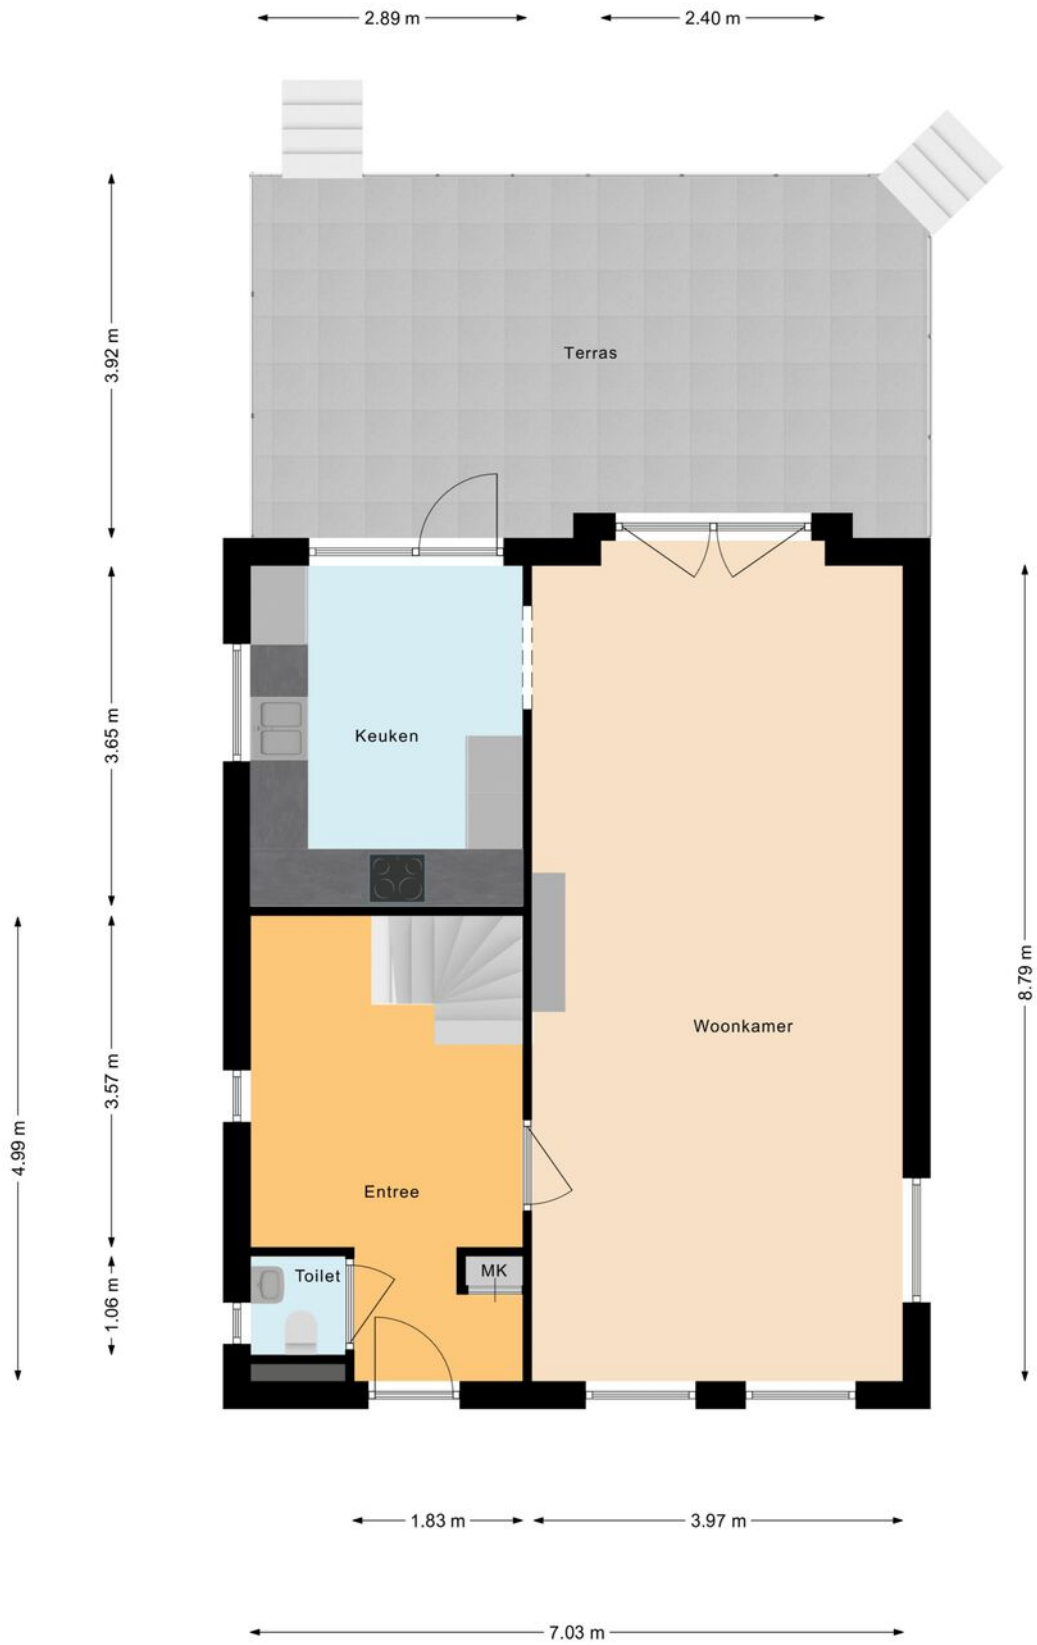 2.89 m
2.40 m
3.92 m
Terras
3.65 m
Keuken
8.79 m
Woonkamer
3.57 m
4.99 m
Entree
Toilet
MK
1.06 m
1.83 m
3.97 m
7.03 m